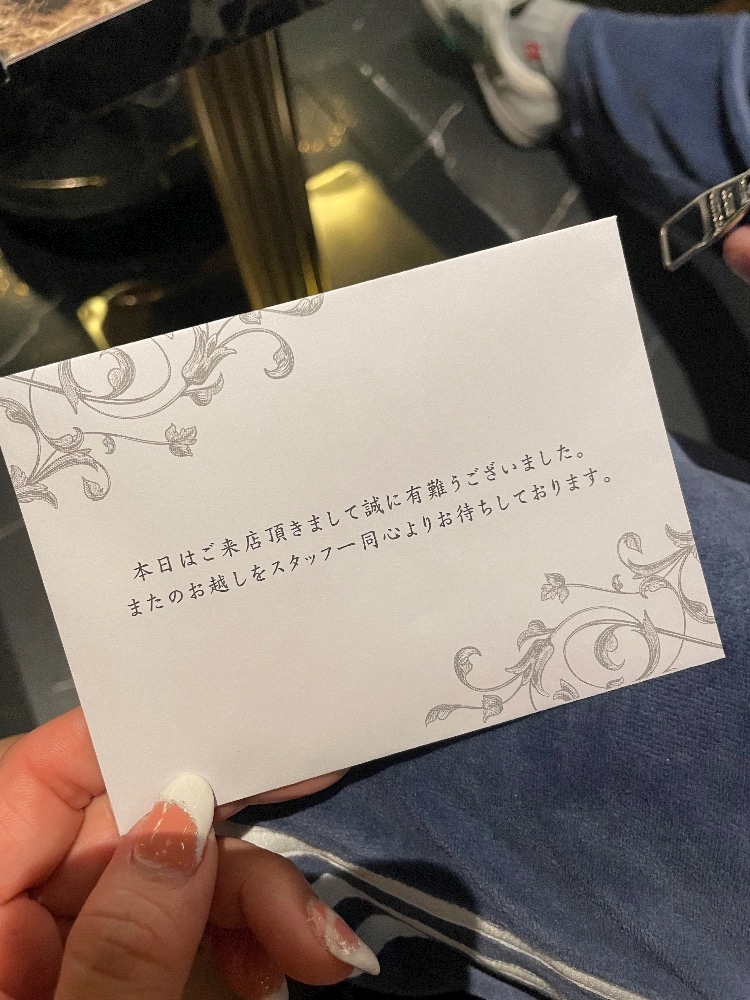 本日はご来店頂きまして誠に有難うございました。
またのお越しをスタッフ一同心よりお待ちしております。